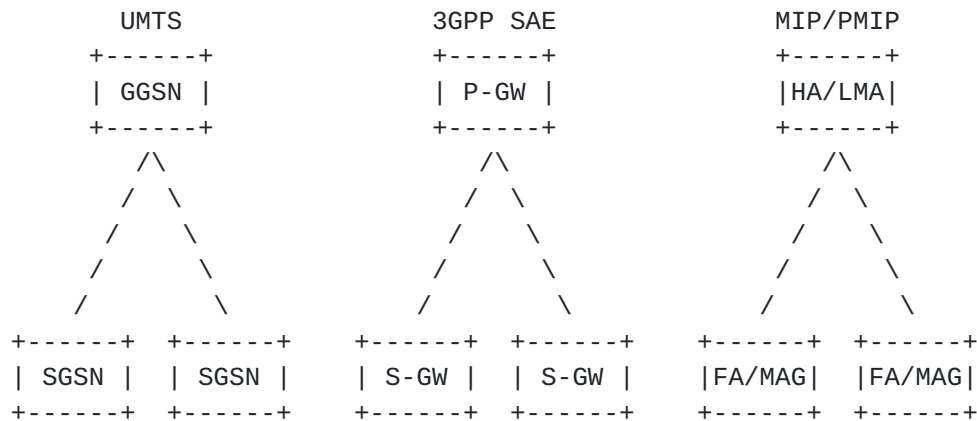 UMTS 3GPP SAE MIP/PMIP
GGSN P-GW HA/LMA
SGSN SGSN S-GW S-GW FA/MAG FA/MAG